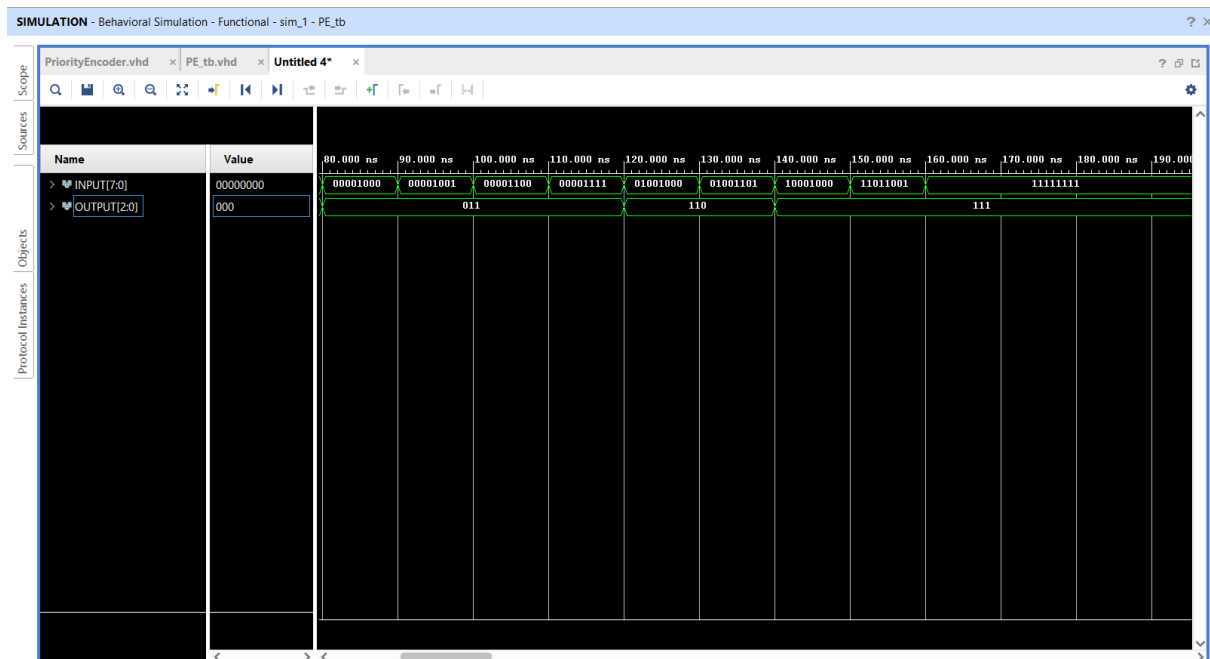 SIMULATION - Behavioral Simulation - Functional - sim_1 - PE_tb ? ×
Scope
Sources
Objects
Protocol Instances
PriorityEncoder.vhd × PE_tb.vhd × Untitled 4* × ?
Name Value 80.000 ns 90.000 ns 100.000 ns 110.000 ns 120.000 ns 130.000 ns 140.000 ns 150.000 ns 160.000 ns 170.000 ns 180.000 ns 190.000
> INPUT[7:0] 00000000 00001000 00001001 00001100 00001111 01001000 01001101 10001000 11011001 11111111
> OUTPUT[2:0] 000 011 110 111